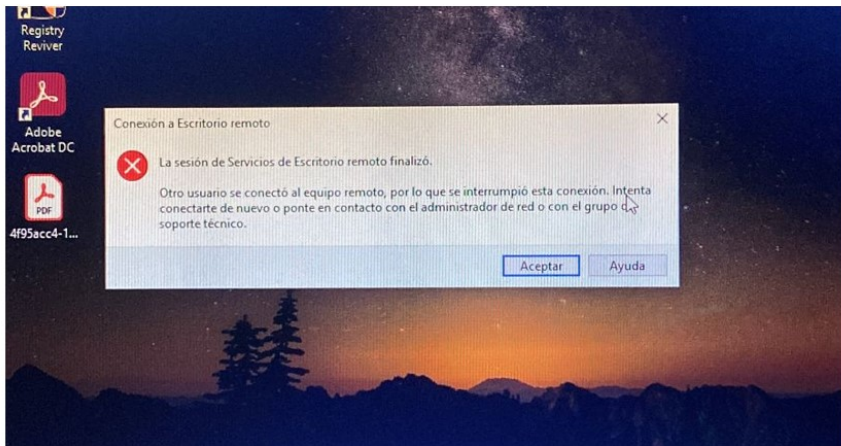 Registry
Reviver
Adobe
Acrobat DC
PDF
4f95acc4-1...
Conexión a Escritorio remoto
La sesión de Servicios de Escritorio remoto finalizó.
Otro usuario se conectó al equipo remoto, por lo que se interrumpió esta conexión. Intenta
conectarte de nuevo o ponte en contacto con el administrador de red o con el grupo de
soporte técnico.
Aceptar
Ayuda